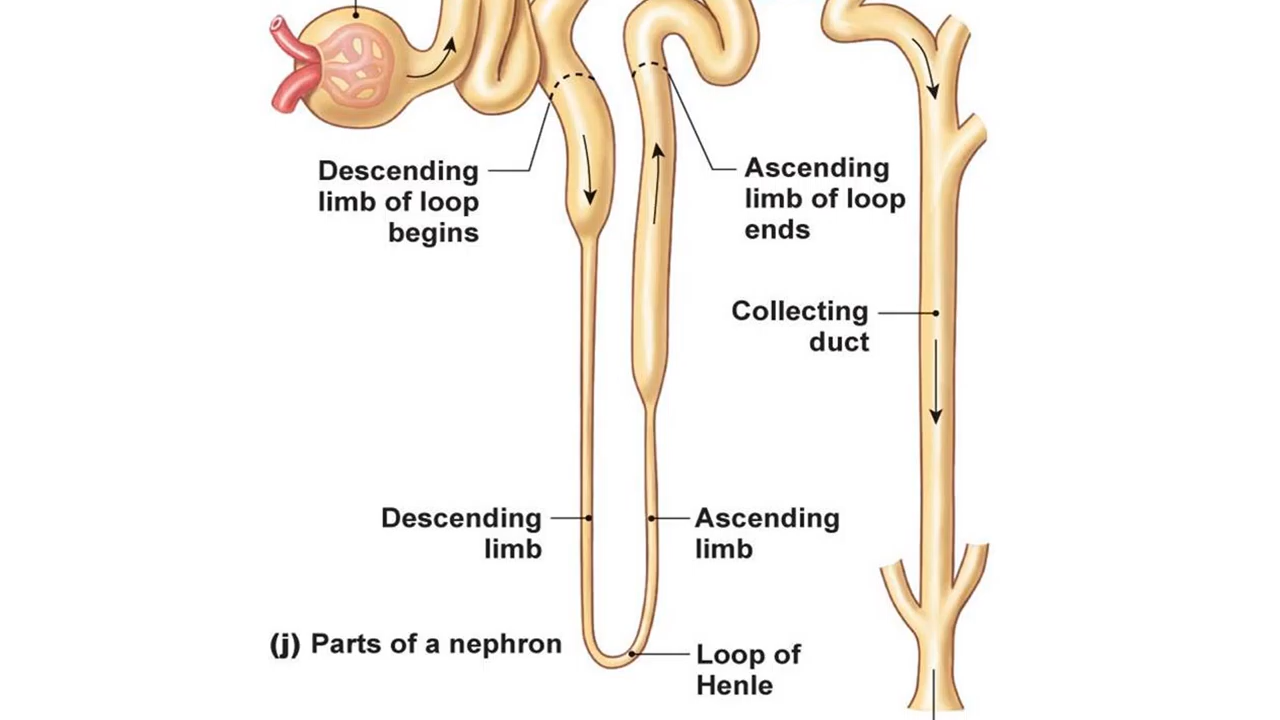 Descending
limb of loop
begins
Ascending
limb of loop
ends
Collecting
duct
Descending
limb
Ascending
limb
(j) Parts of a nephron
Loop of
Henle